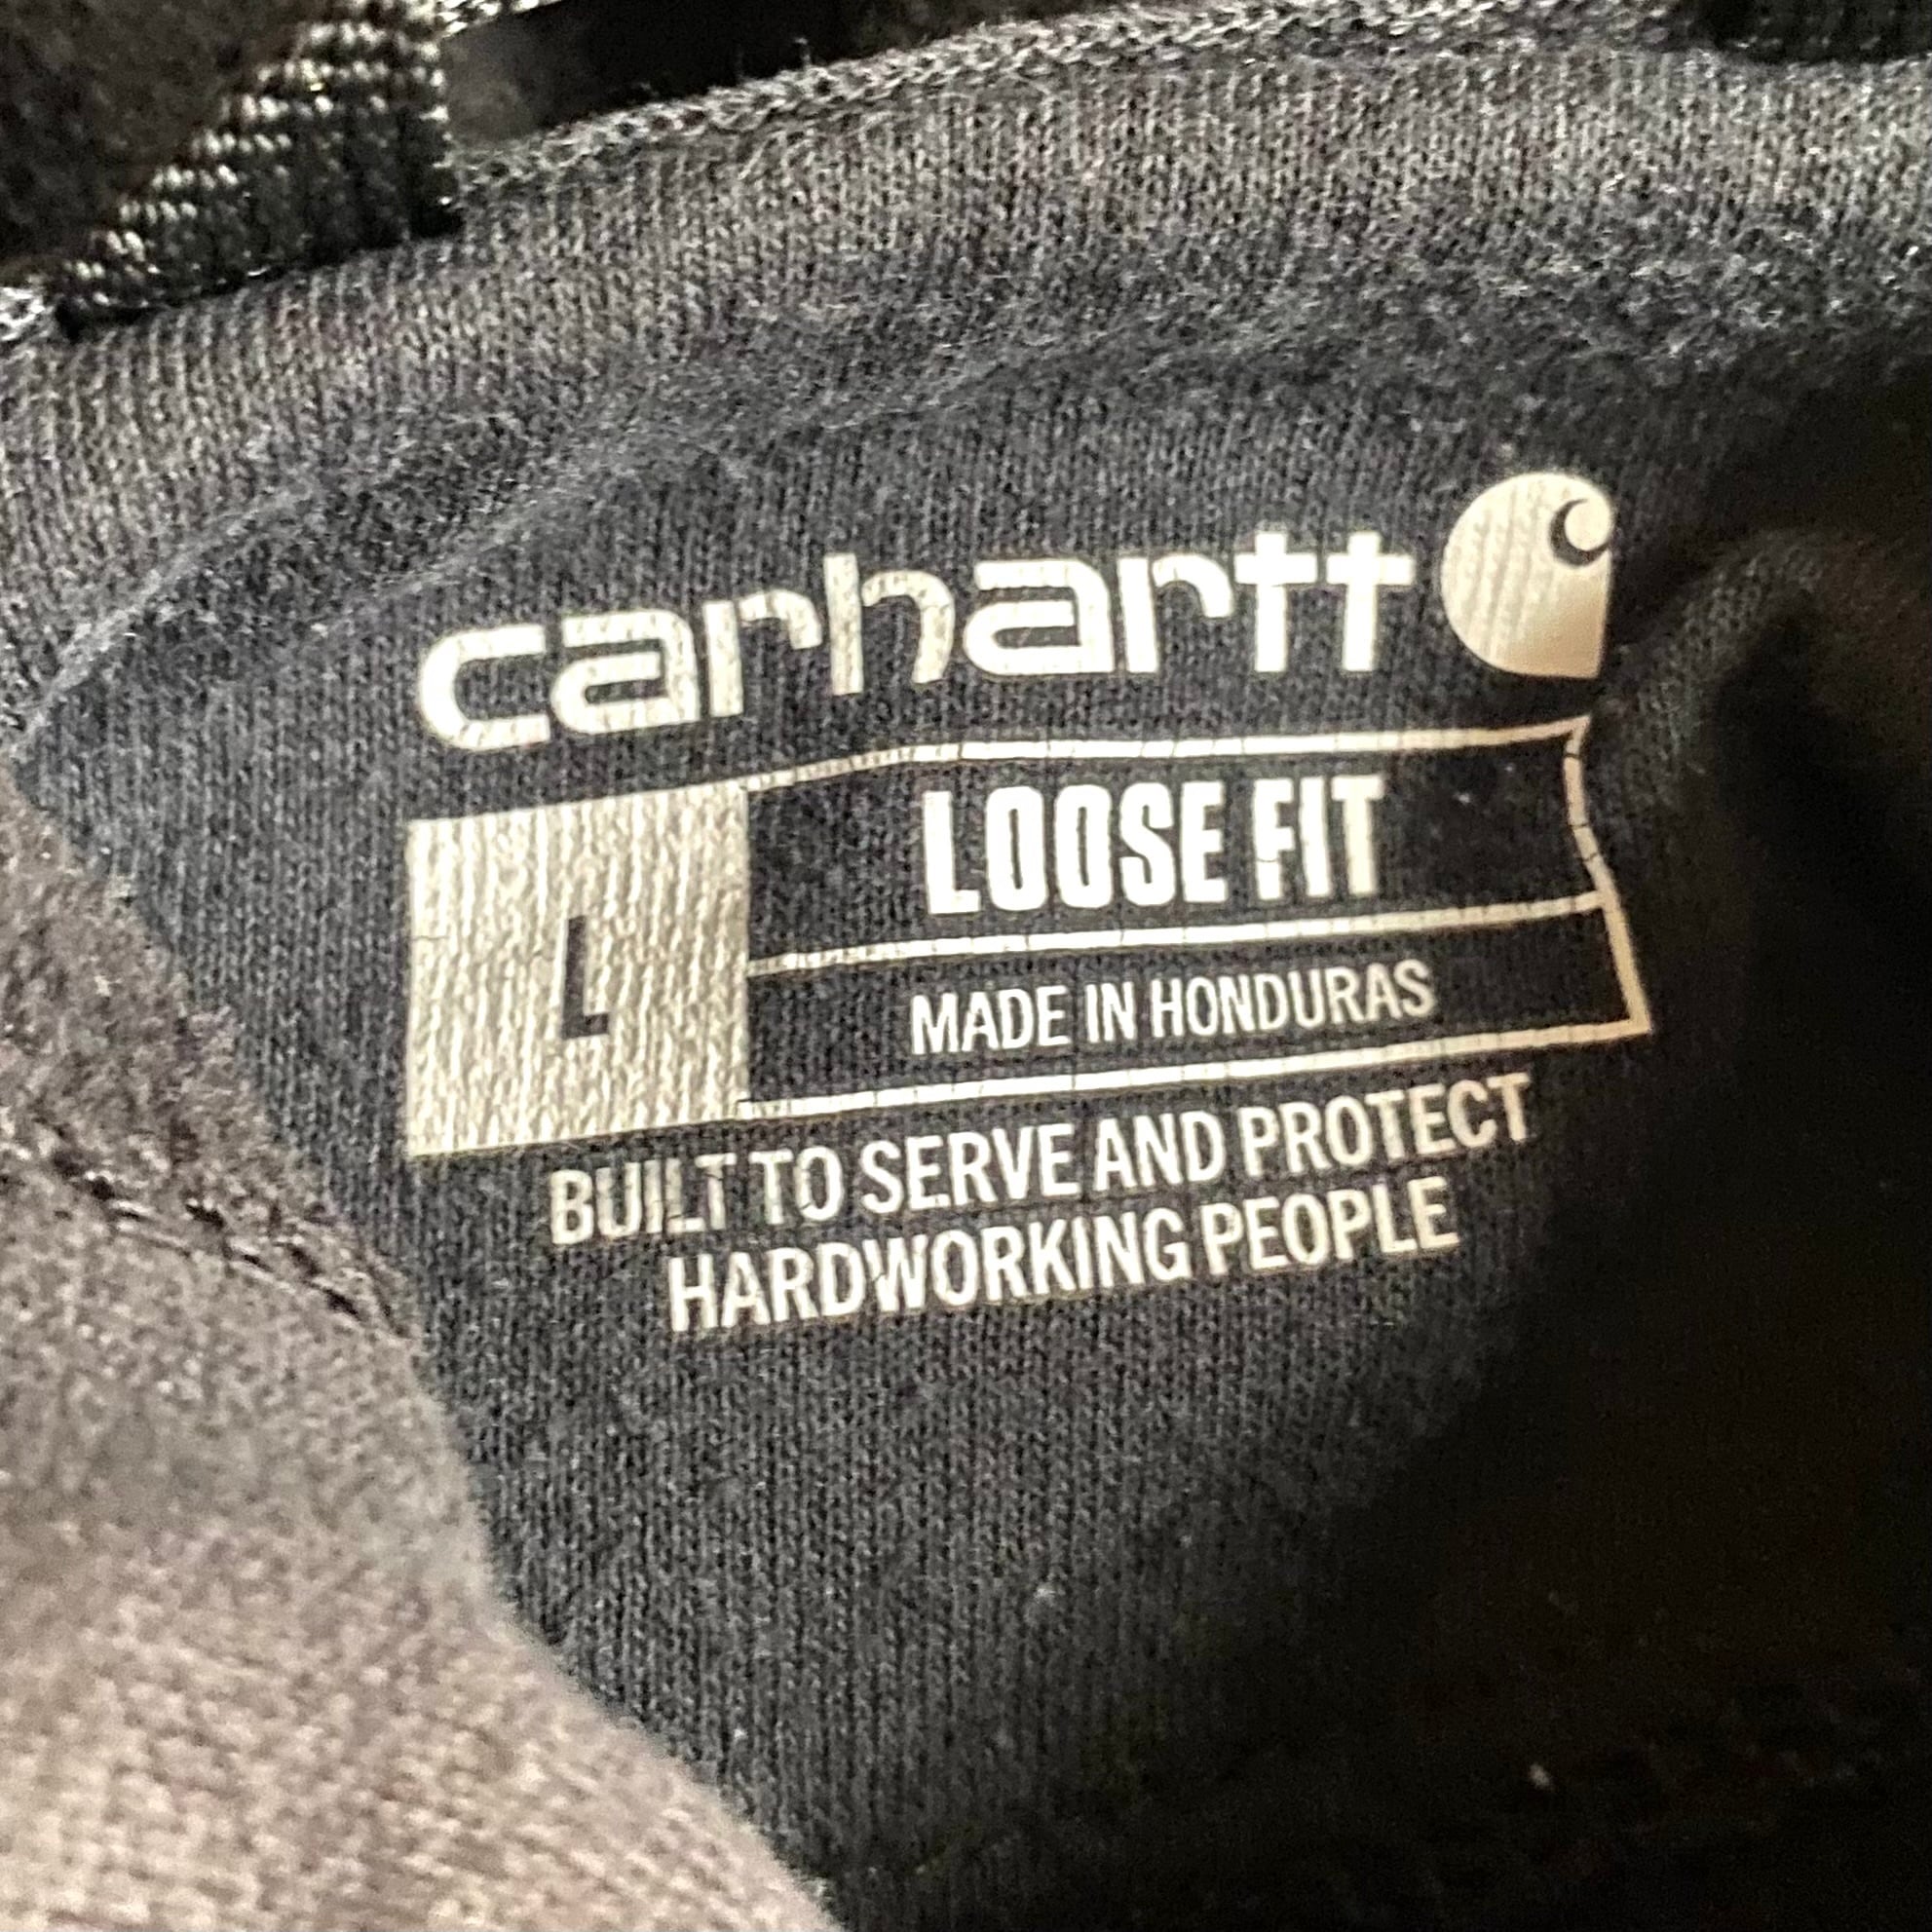 carhartt
L
LOOSE FIT
MADE IN HONDURAS
BUILT TO SERVE AND PROTECT
HARDWORKING PEOPLE